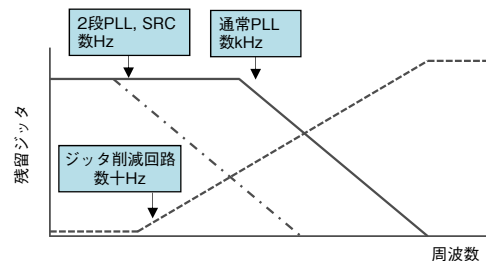 2段PLL, SRC
数Hz
通常PLL
数kHz
残留ジッタ
ジッタ削減回路
数十Hz
周波数